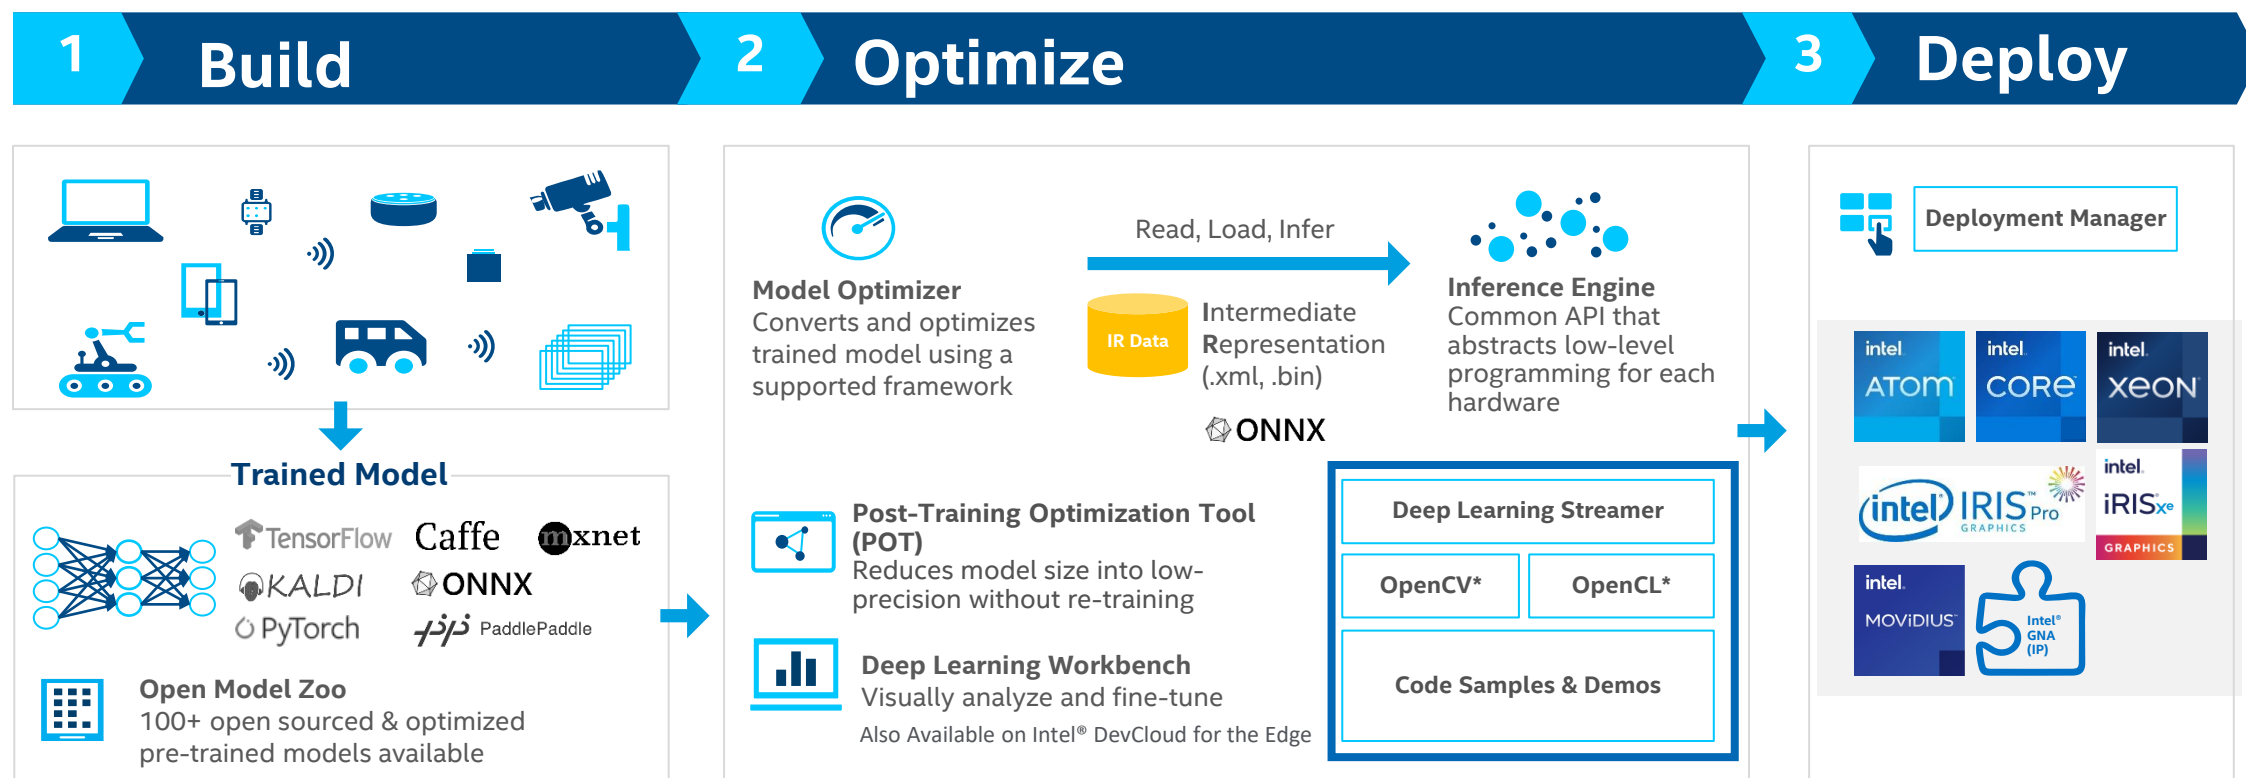 1
Build
2
Optimize
3
Deploy
Trained Model
TensorFlow
Caffe
mxnet
KALDI
ONNX
PyTorch
PaddlePaddle
Open Model Zoo
100+ open sourced & optimized
pre-trained models available
Model Optimizer
Converts and optimizes
trained model using a
supported framework
Read, Load, Infer
IR Data
Intermediate
Representation
(.xml, .bin)
ONNX
Inference Engine
Common API that
abstracts low-level
programming for each
hardware
Post-Training Optimization Tool
(POT)
Reduces model size into low-
precision without re-training
Deep Learning Workbench
Visually analyze and fine-tune
Also Available on Intel® DevCloud for the Edge
Deep Learning Streamer
OpenCV*
OpenCL*
Code Samples & Demos
Deployment Manager
intel.
ATOM™
intel.
CORE™
intel.
XEON®
intel IRIS™ Pro
GRAPHICS
intel.
iRIS Xe
GRAPHICS
intel.
MOVIDIUS™
Intel®
GNA
(IP)